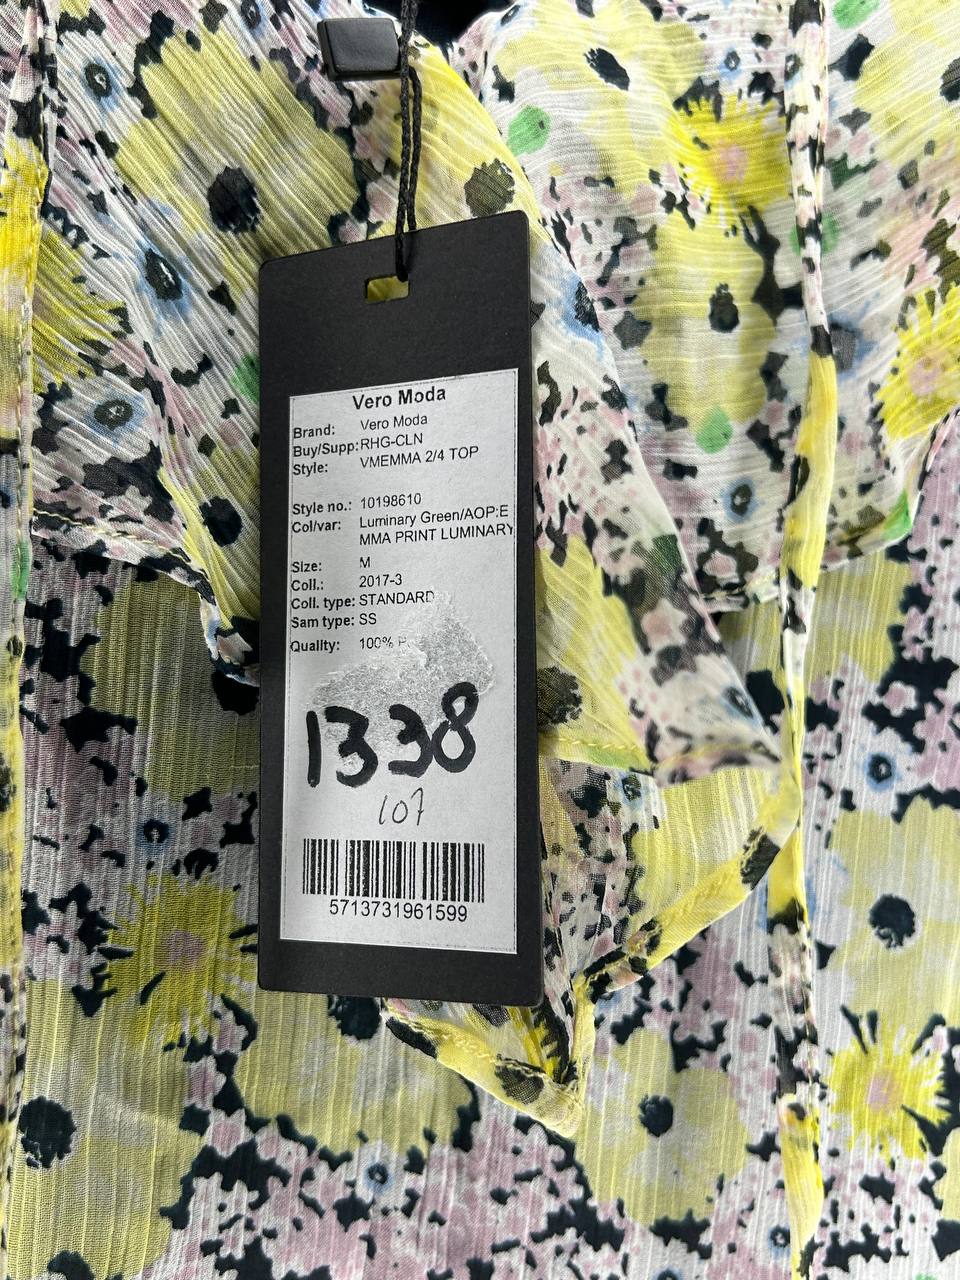 Vero Moda
Brand: Vero Moda
Buy/Supp: RHG-CLN
Style: VMEMMA 2/4 TOP
Style no.: 10198610
Col/var: Luminary Green/AOP:E
MMA PRINT LUMINARY
Size: M
Coll.: 2017-3
Coll. type: STANDARD
Sam type: SS
Quality: 100%
1338
107
5713731961599